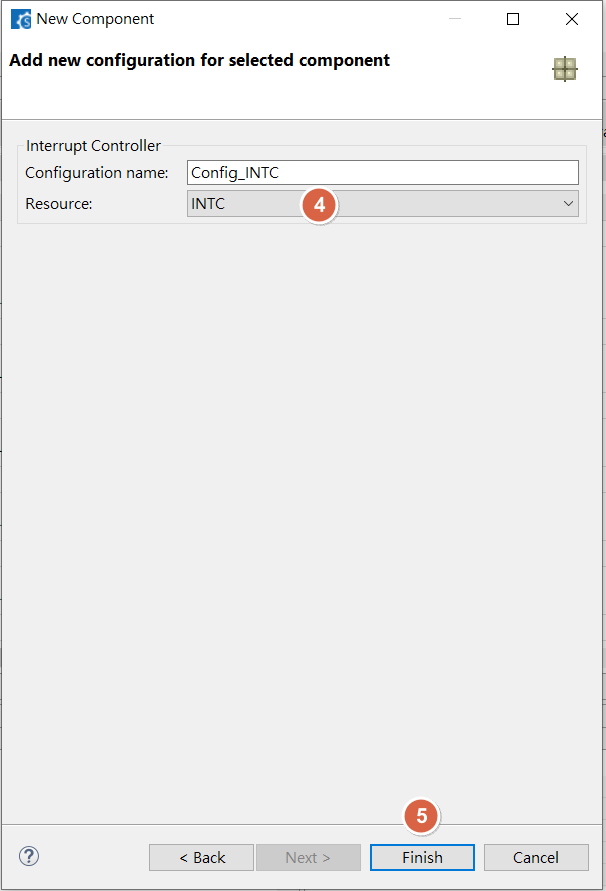 New Component
Add new configuration for selected component
Interrupt Controller
Configuration name: Config_INTC
Resource: INTC
4
5
? < Back Next > Finish Cancel